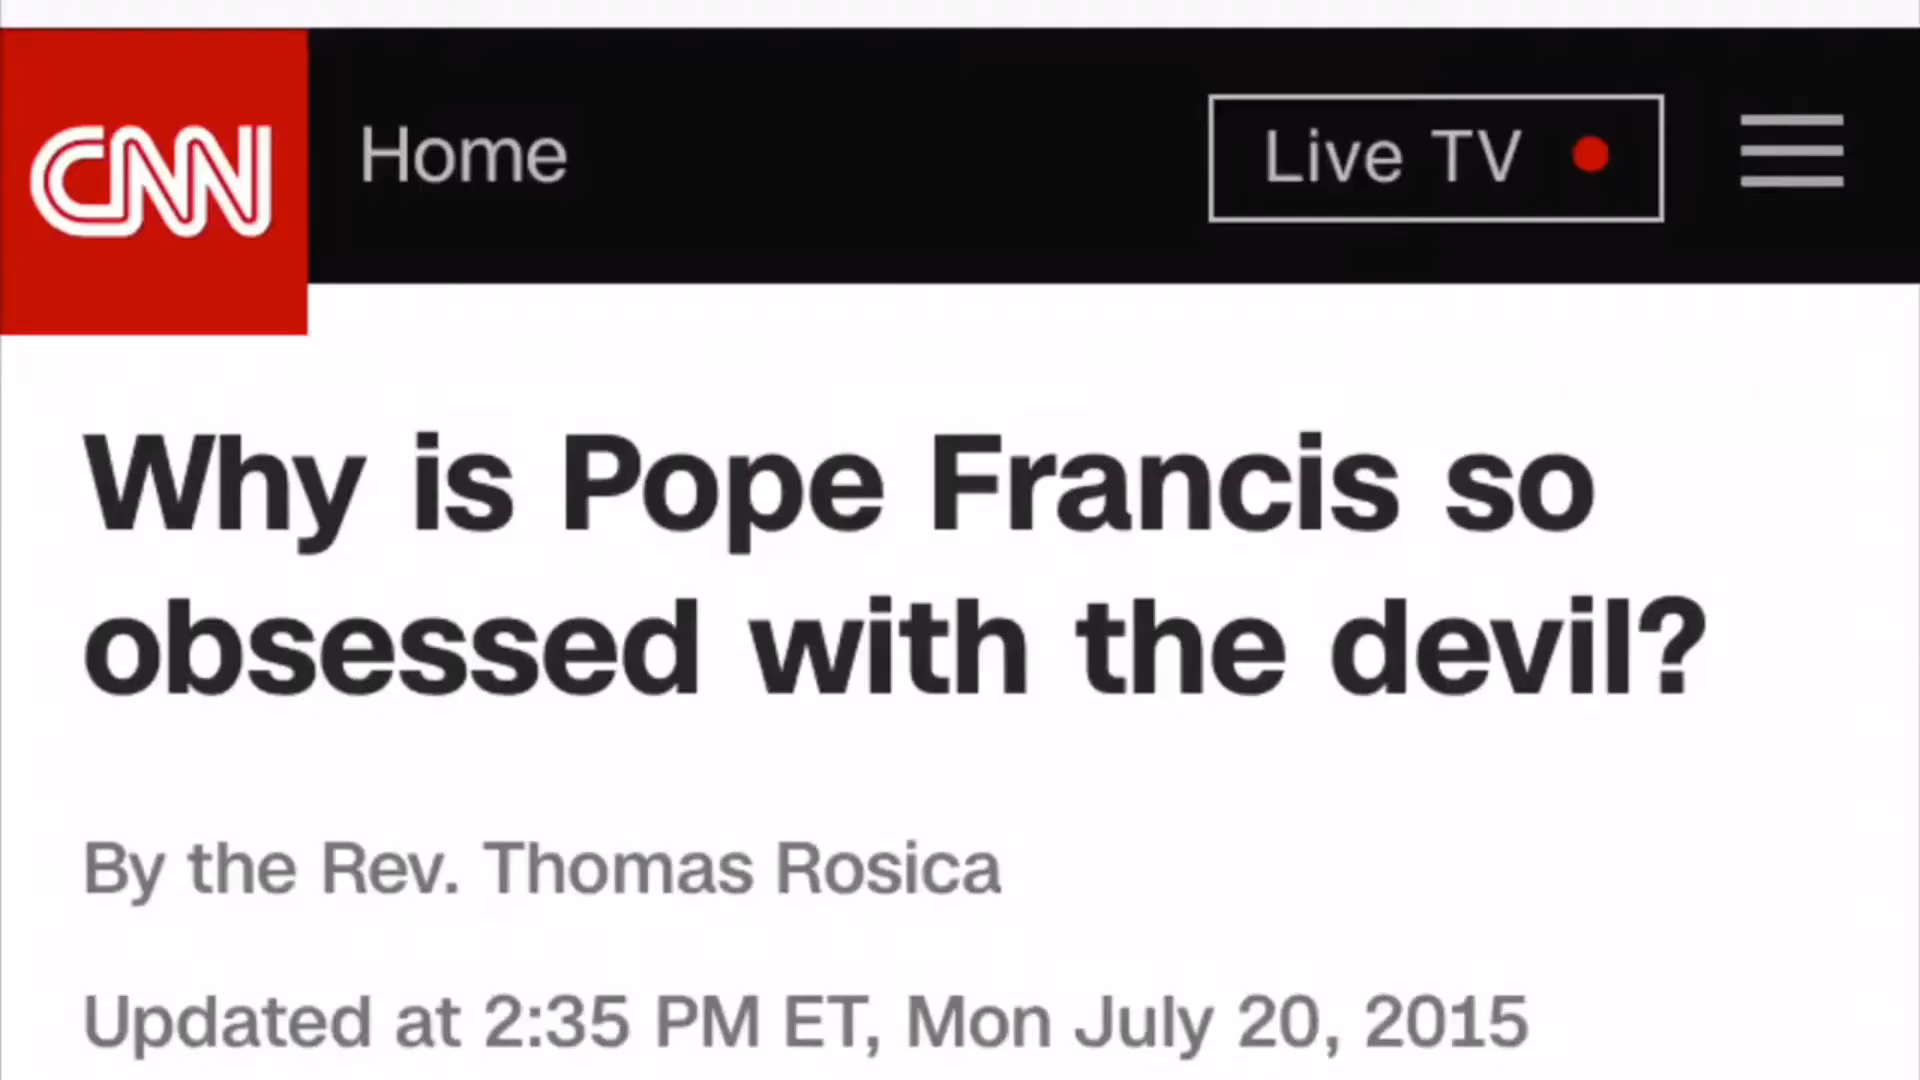 CNN Home Live TV
Why is Pope Francis so
obsessed with the devil?
By the Rev. Thomas Rosica
Updated at 2:35 PM ET, Mon July 20, 2015